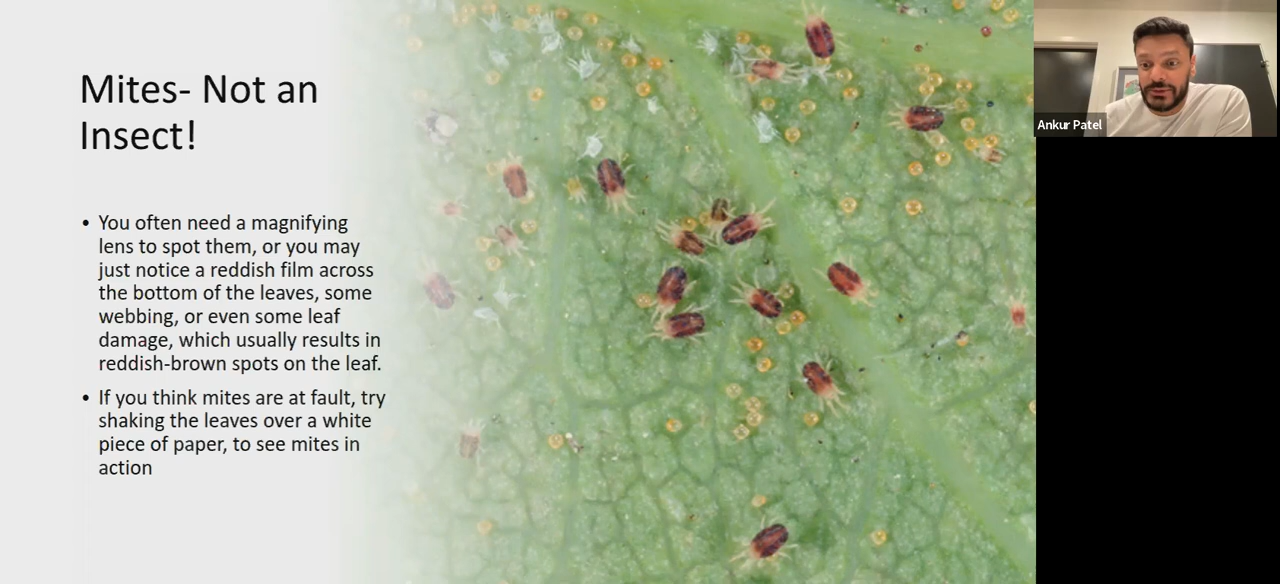 Mites- Not an
Insect!
• You often need a magnifying
lens to spot them, or you may
just notice a reddish film across
the bottom of the leaves, some
webbing, or even some leaf
damage, which usually results in
reddish-brown spots on the leaf.
• If you think mites are at fault, try
shaking the leaves over a white
piece of paper, to see mites in
action
Ankur Patel